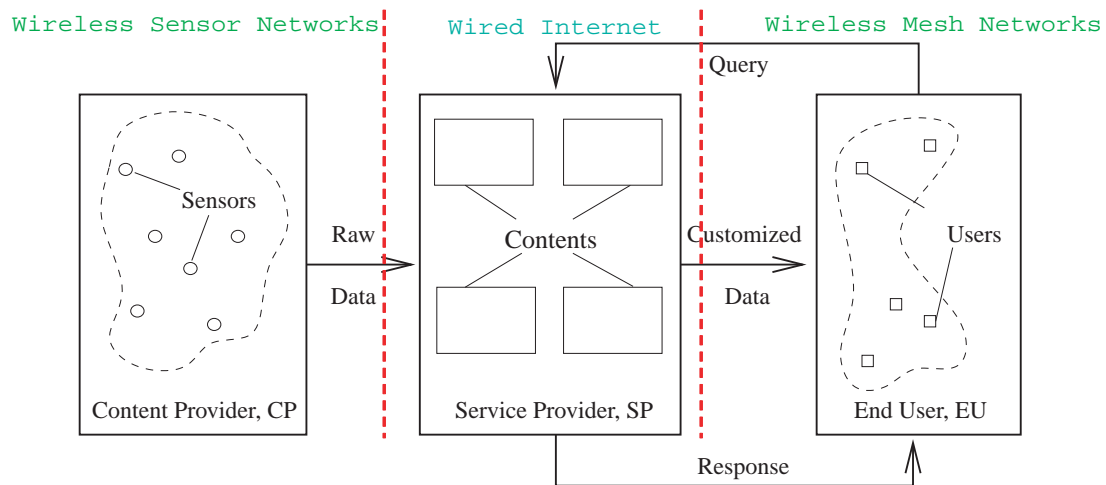 Wireless Sensor Networks
Wired Internet
Wireless Mesh Networks
Query
Sensors
Raw
Data
Contents
Customized
Data
Users
Content Provider, CP
Service Provider, SP
End User, EU
Response